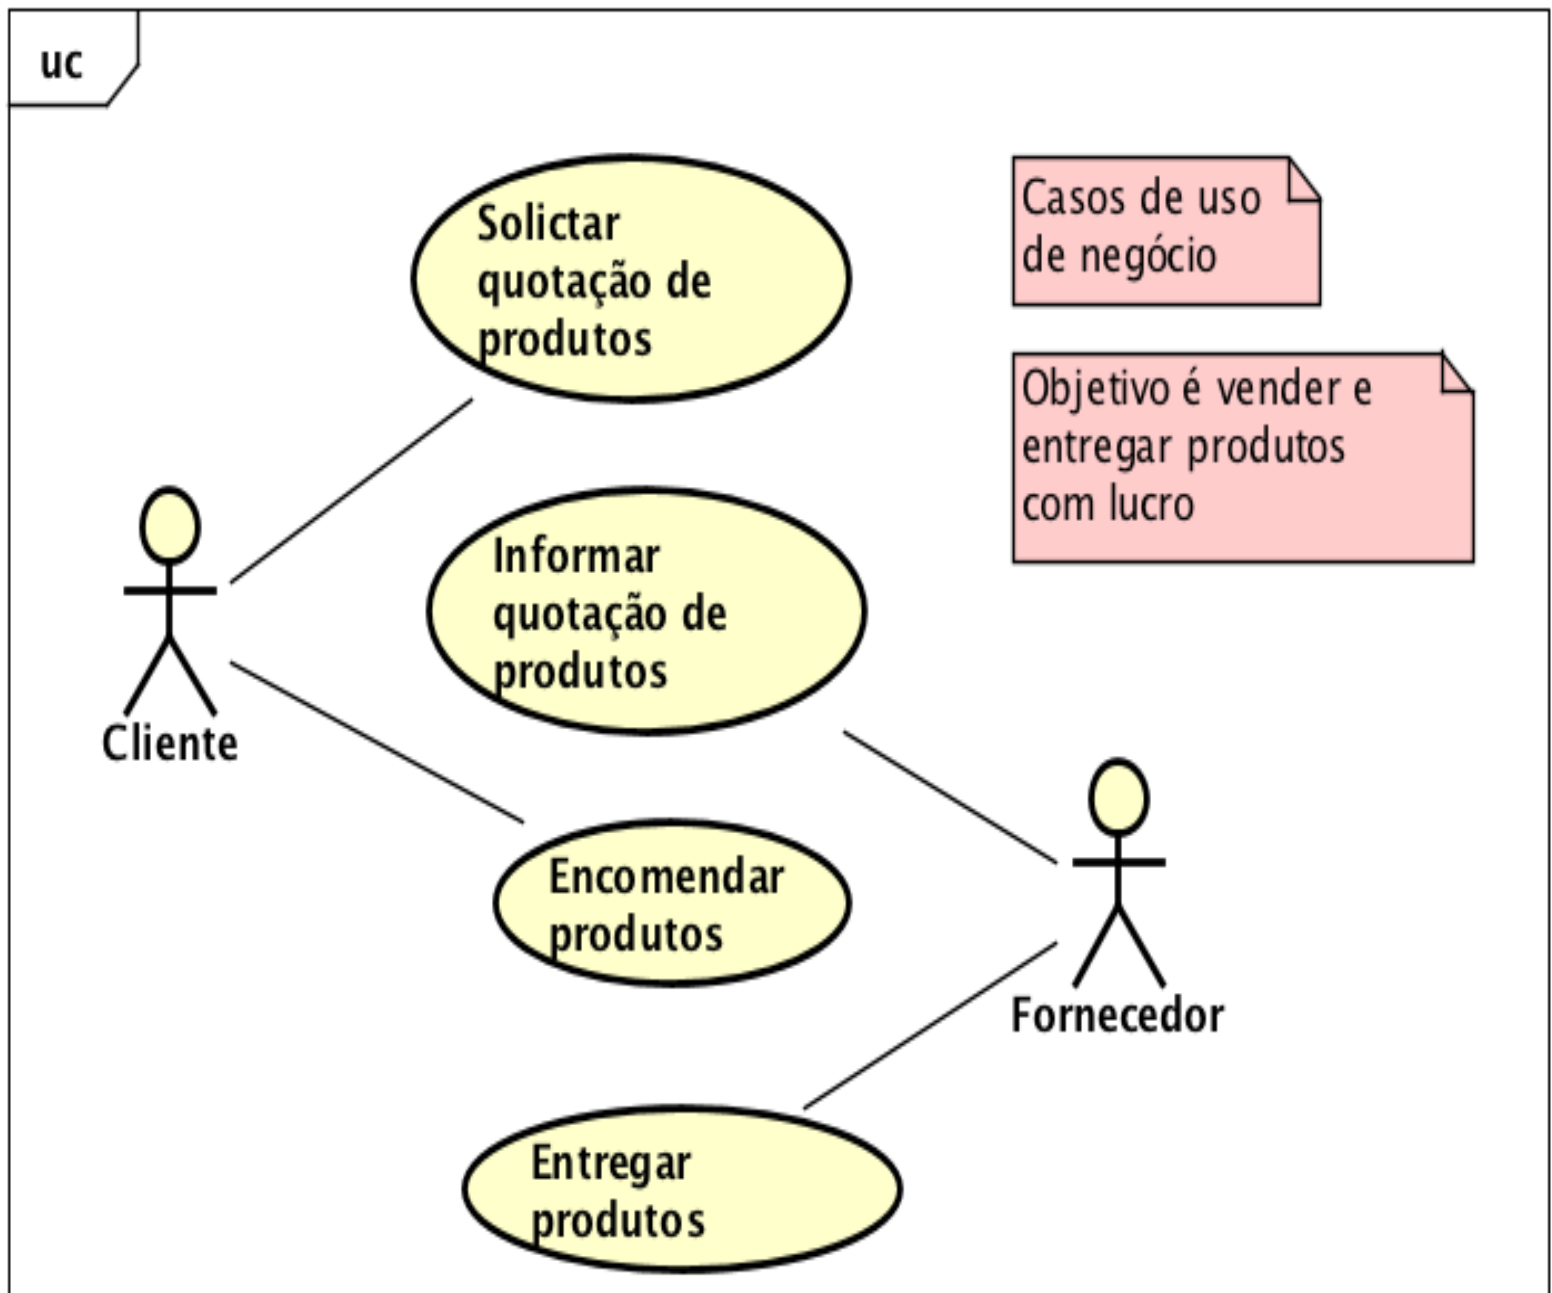 uc
Solictar
quotação de
produtos
Casos de uso
de negócio
Objetivo é vender e
entregar produtos
com lucro
Informar
quotação de
produtos
Cliente
Encomendar
produtos
Fornecedor
Entregar
produtos